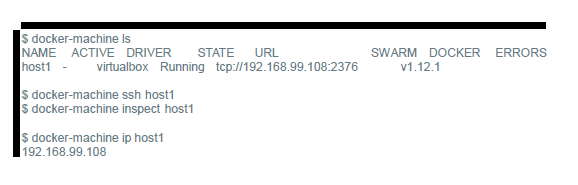 $ docker-machine ls
NAME ACTIVE DRIVER STATE URL SWARM DOCKER ERRORS
host1 - virtualbox Running tcp://192.168.99.108:2376 v1.12.1
$ docker-machine ssh host1
$ docker-machine inspect host1
$ docker-machine ip host1
192.168.99.108